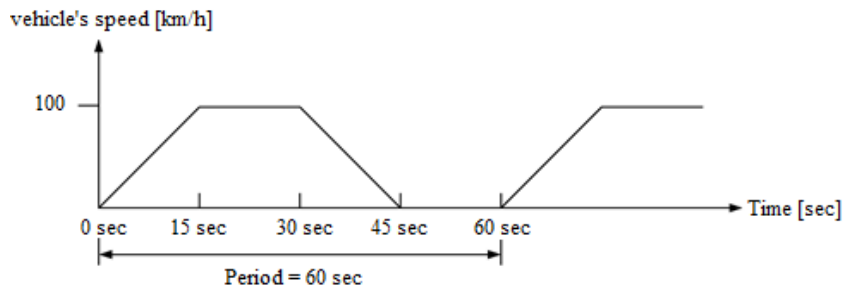 vehicle's speed [km/h]
100
0 sec 15 sec 30 sec 45 sec 60 sec
Time [sec]
Period = 60 sec